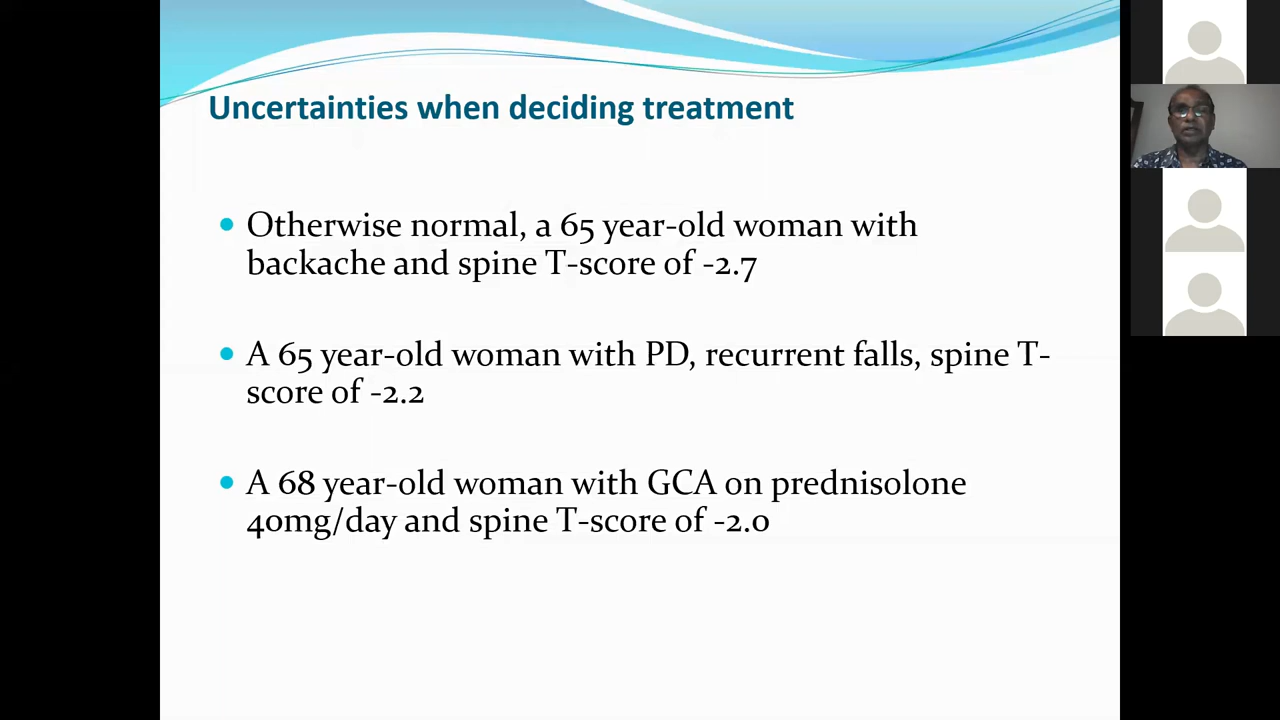 Uncertainties when deciding treatment
Otherwise normal, a 65 year-old woman with
backache and spine T-score of -2.7
A 65 year-old woman with PD, recurrent falls, spine T-
score of -2.2
A 68 year-old woman with GCA on prednisolone
40mg/day and spine T-score of -2.0